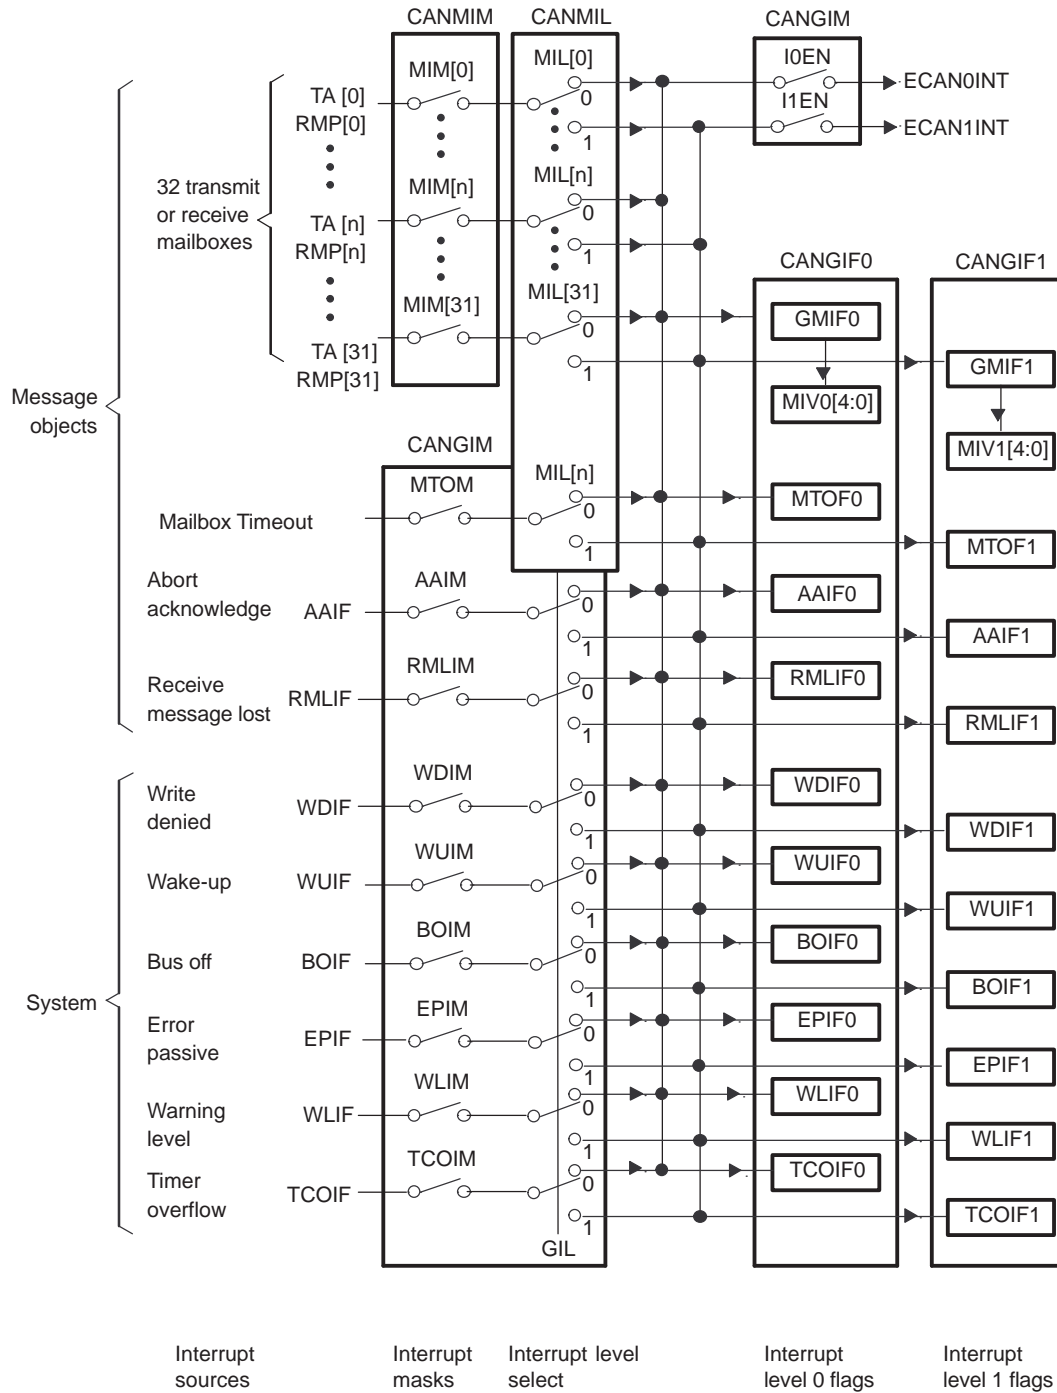 CANMIM
CANMIL
CANGIM
MIM[0]
MIL[0]
I0EN
TA [0]
RMP[0]
0
ECAN0INT
I1EN
1
ECAN1INT
32 transmit
or receive
mailboxes
MIM[n]
MIL[n]
TA [n]
RMP[n]
0
1
CANGIF0
CANGIF1
MIM[31]
MIL[31]
TA [31]
RMP[31]
0
GMIF0
1
GMIF1
MIV0[4:0]
MIV1[4:0]
Message
objects
CANGIM
MTOM
MIL[n]
Mailbox Timeout
0
MTOF0
1
MTOF1
Abort
acknowledge
AAIF
AAIM
0
AAIF0
1
AAIF1
Receive
message lost
RMLIF
RMLIM
0
RMLIF0
1
RMLIF1
System
Write
denied
WDIF
WDIM
0
WDIF0
1
WDIF1
Wake-up
WUIF
WUIM
0
WUIF0
1
WUIF1
Bus off
BOIF
BOIM
0
BOIF0
1
BOIF1
Error
passive
EPIF
EPIM
0
EPIF0
1
EPIF1
Warning
level
WLIF
WLIM
0
WLIF0
1
WLIF1
Timer
overflow
TCOIF
TCOIM
0
TCOIF0
1
TCOIF1
GIL
Interrupt
sources
Interrupt
masks
Interrupt level
select
Interrupt
level 0 flags
Interrupt
level 1 flags